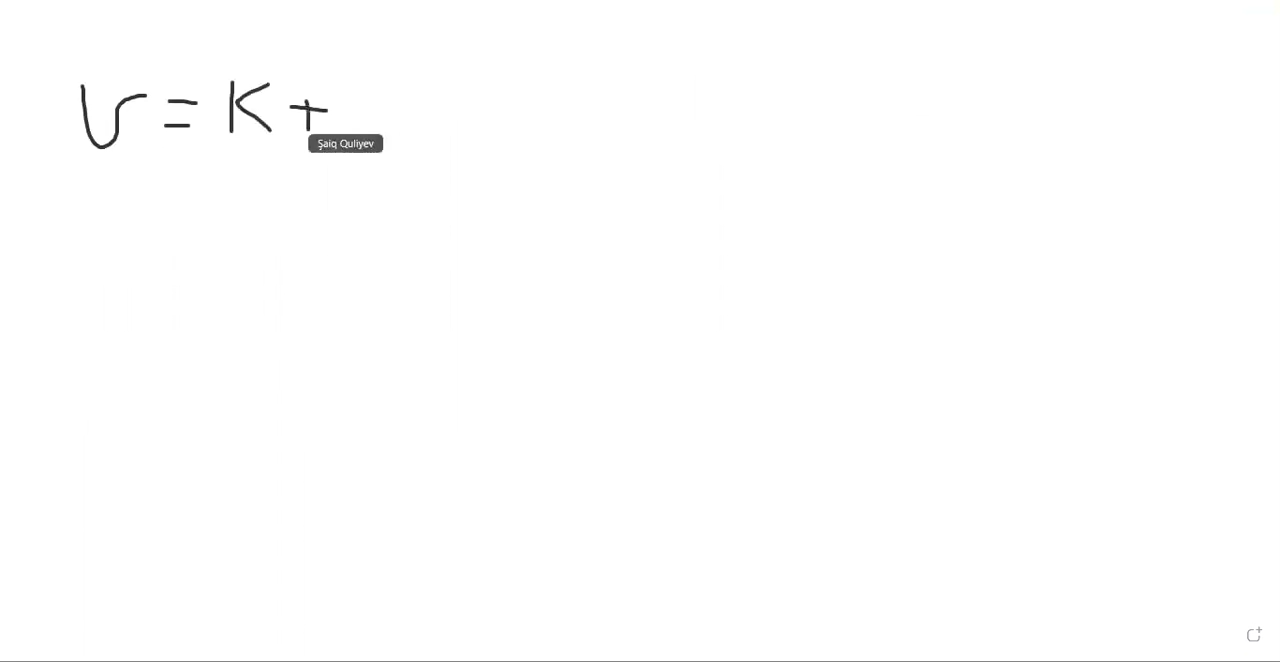 v = K +
Şaiq Quliyev